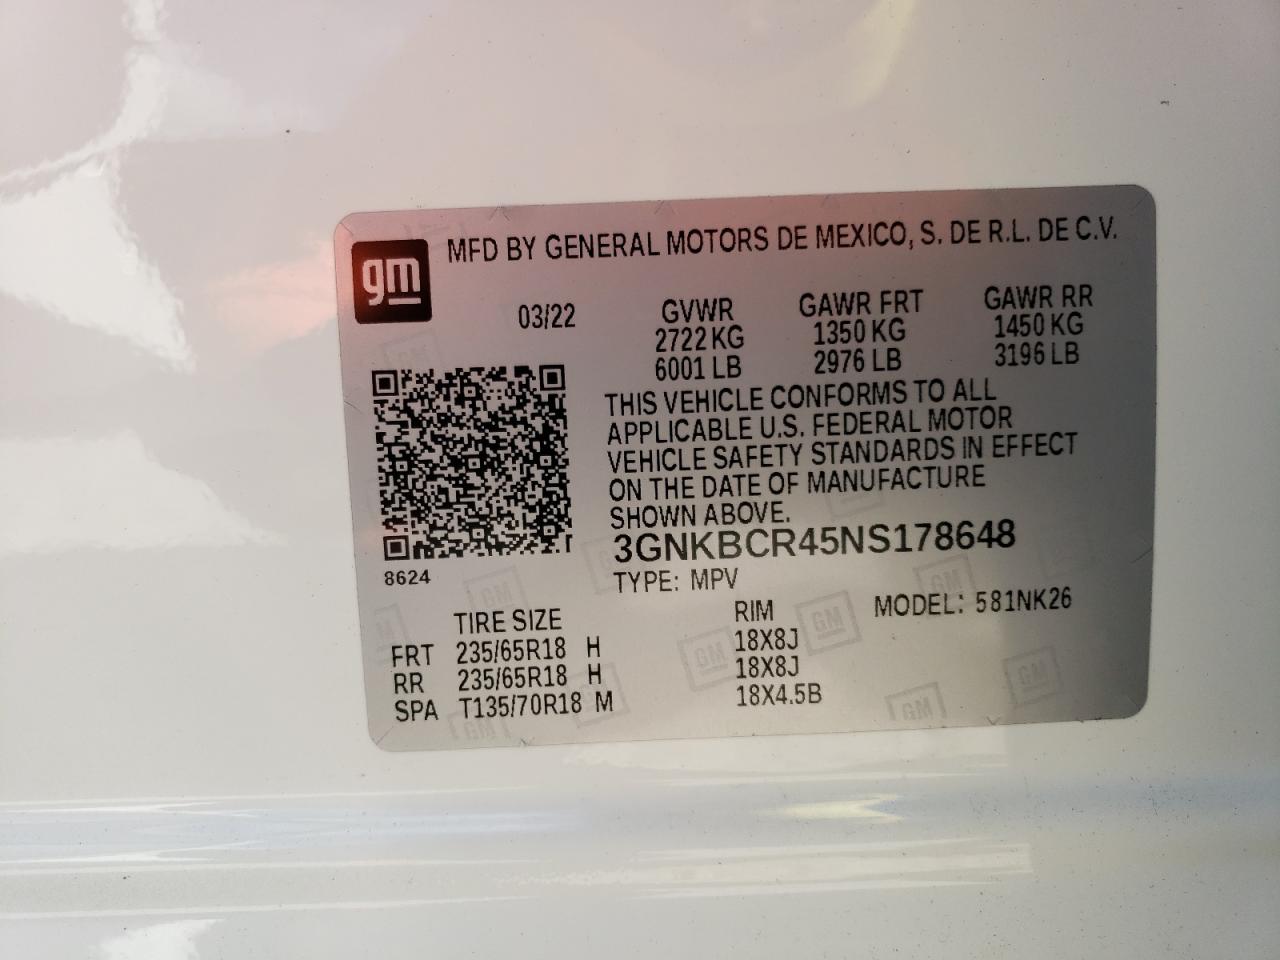 gm
MFD BY GENERAL MOTORS DE MEXICO, S. DE R.L. DE C.V.
03/22 GVWR GAWR FRT GAWR RR
2722 KG 1350 KG 1450 KG
6001 LB 2976 LB 3196 LB
THIS VEHICLE CONFORMS TO ALL
APPLICABLE U.S. FEDERAL MOTOR
VEHICLE SAFETY STANDARDS IN EFFECT
ON THE DATE OF MANUFACTURE
SHOWN ABOVE.
3GNKBCR45NS178648
8624
TYPE: MPV
TIRE SIZE RIM MODEL: 581NK26
FRT 235/65R18 H 18X8J
RR 235/65R18 H 18X8J
SPA T135/70R18 M 18X4.5B